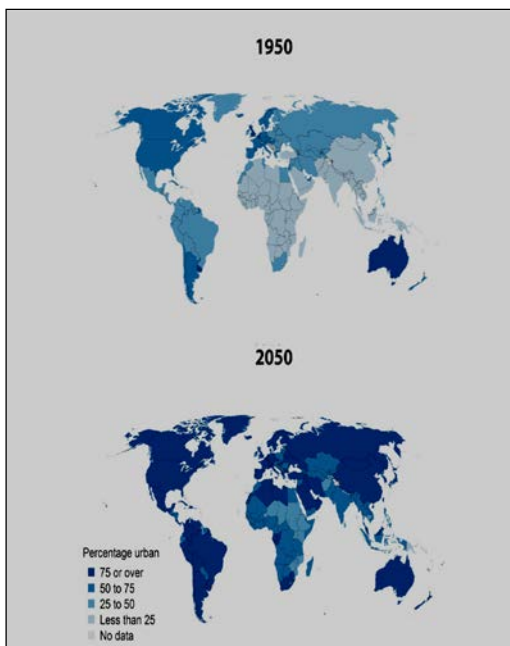 1950
2050
Percentage urban
75 or over
50 to 75
25 to 50
Less than 25
No data